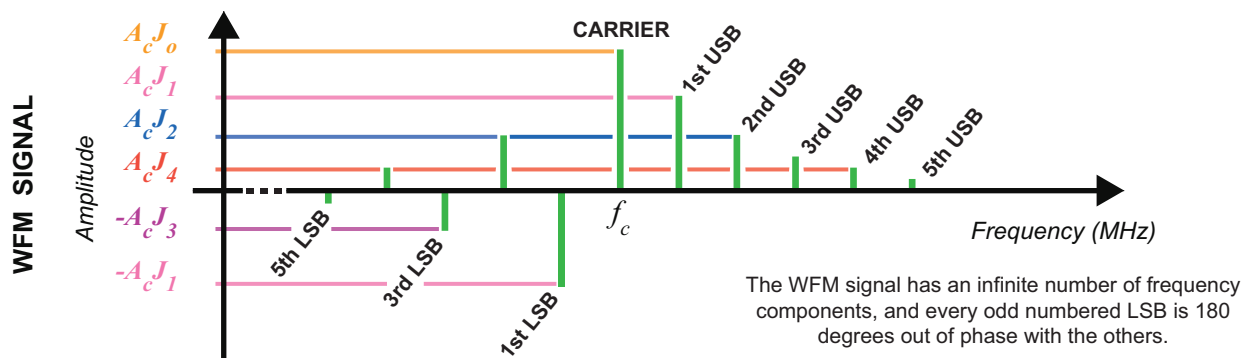 WFM SIGNAL
Amplitude
AcJo
AcJ1
AcJ2
AcJ4
-AcJ3
-AcJ1
CARRIER
1st USB
2nd USB
3rd USB
4th USB
5th USB
5th LSB
3rd LSB
1st LSB
fc
Frequency (MHz)
The WFM signal has an infinite number of frequency
components, and every odd numbered LSB is 180
degrees out of phase with the others.